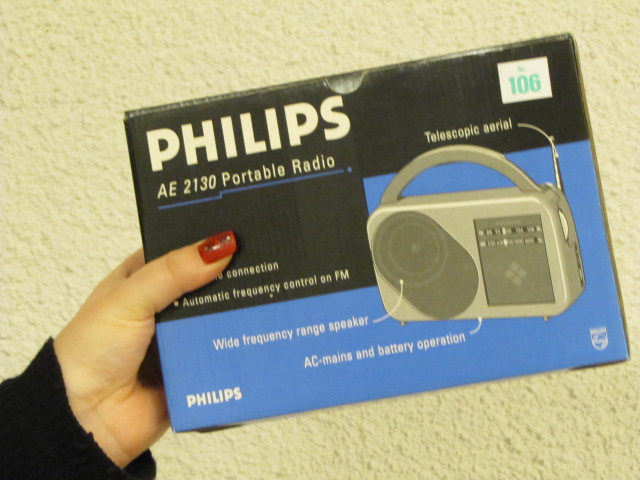 No 106
PHILIPS
AE 2130 Portable Radio
Telescopic aerial
connection
• Automatic frequency control on FM
Wide frequency range speaker
AC-mains and battery operation
PHILIPS